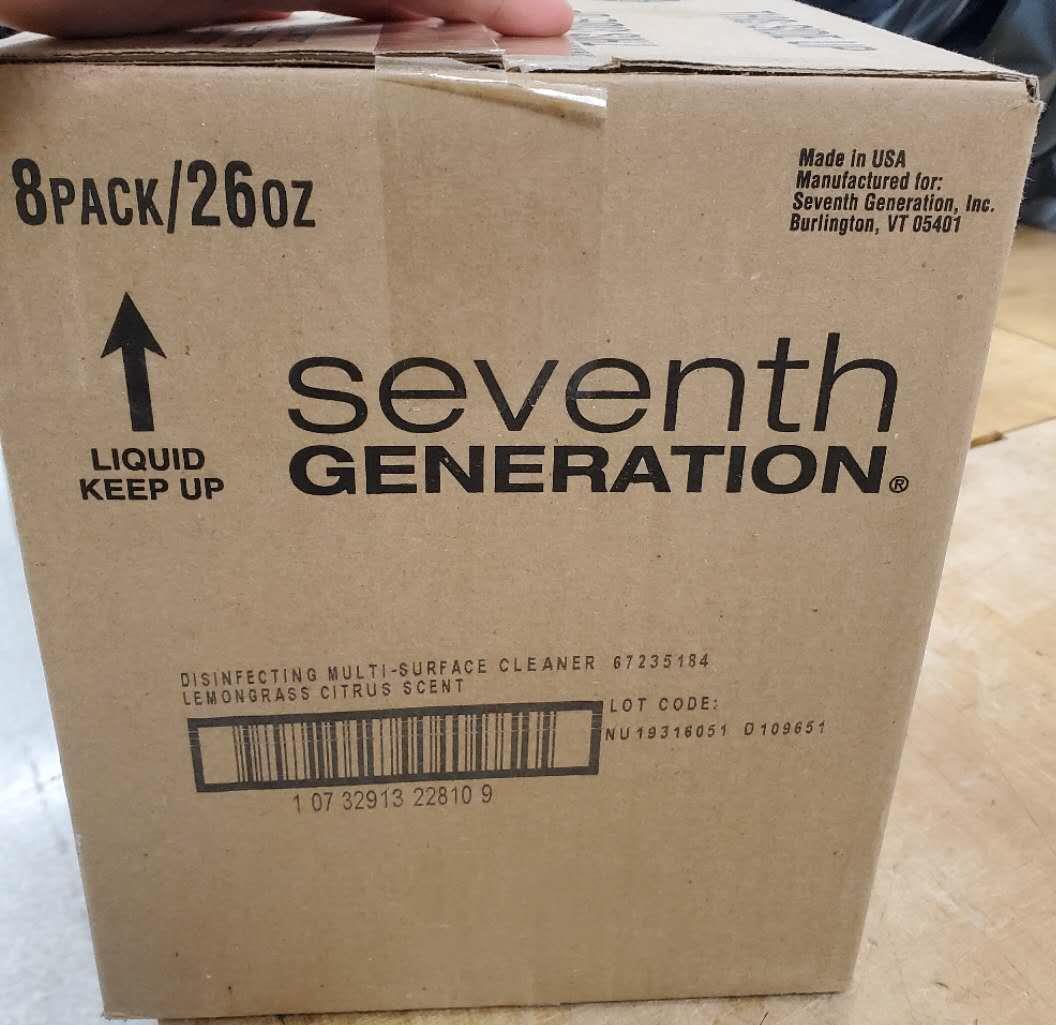 8PACK/26OZ
Made in USA
Manufactured for:
Seventh Generation, Inc.
Burlington, VT 05401
LIQUID
KEEP UP
seventh
GENERATION®
DISINFECTING MULTI-SURFACE CLEANER 67235184
LEMONGRASS CITRUS SCENT
LOT CODE:
NU19316051 D109651
1 07 32913 22810 9